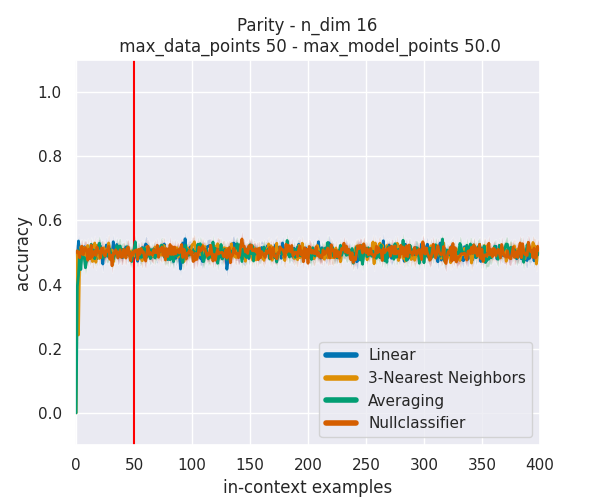 Parity - n_dim 16
max_data_points 50 - max_model_points 50.0
accuracy
1.0
0.8
0.6
0.4
0.2
0.0
Linear
3-Nearest Neighbors
Averaging
Nullclassifier
0 50 100 150 200 250 300 350 400
in-context examples